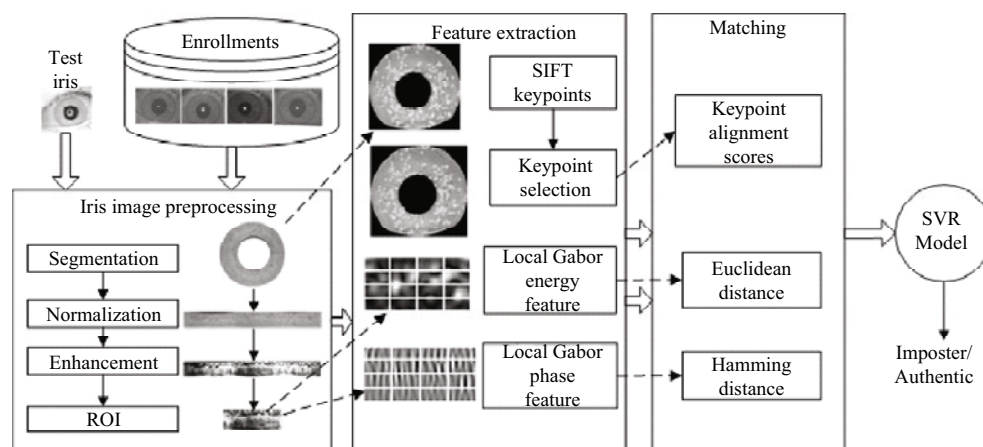 Test
iris
Enrollments
Iris image preprocessing
Segmentation
Normalization
Enhancement
ROI
Feature extraction
SIFT
keypoints
Keypoint
selection
Local Gabor
energy
feature
Local Gabor
phase
feature
Matching
Keypoint
alignment
scores
Euclidean
distance
Hamming
distance
SVR
Model
Imposter/
Authentic